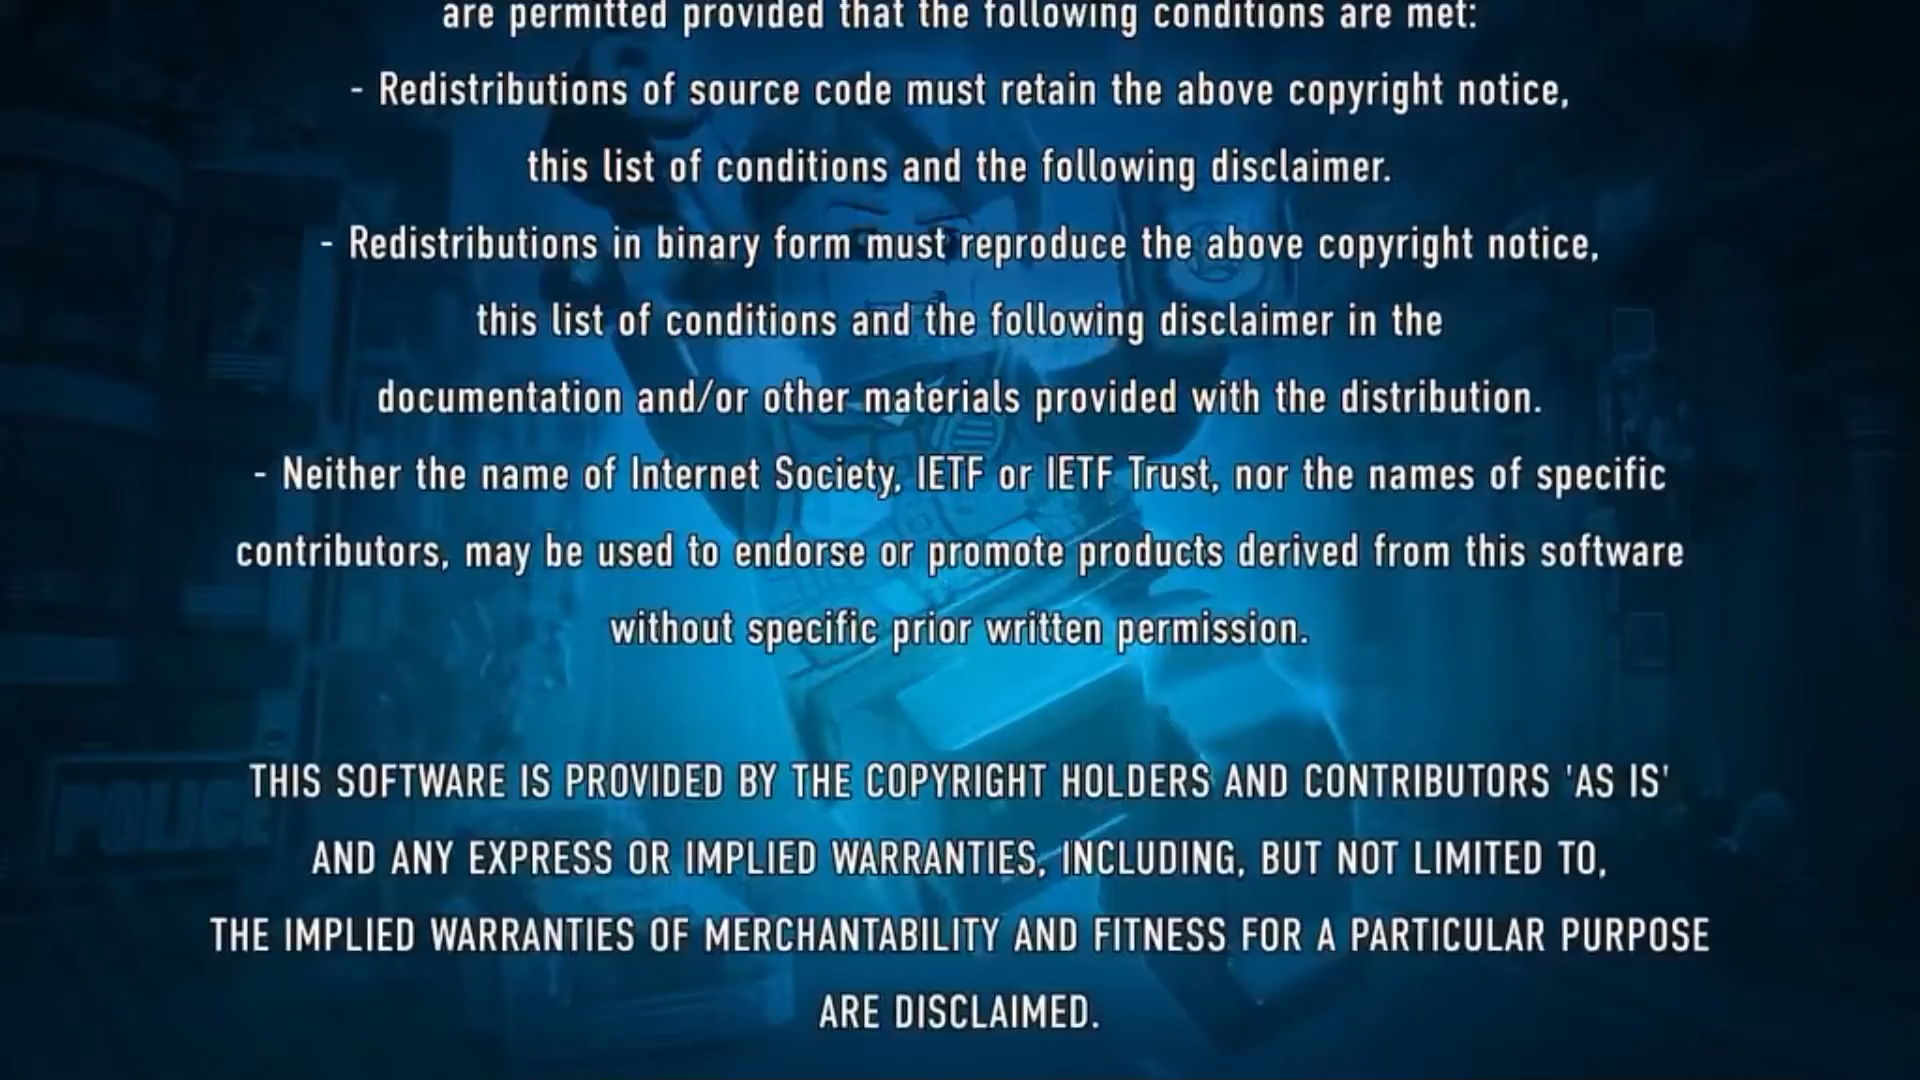 are permitted provided that the following conditions are met:
- Redistributions of source code must retain the above copyright notice,
this list of conditions and the following disclaimer.
- Redistributions in binary form must reproduce the above copyright notice,
this list of conditions and the following disclaimer in the
documentation and/or other materials provided with the distribution.
- Neither the name of Internet Society, IETF or IETF Trust, nor the names of specific
contributors, may be used to endorse or promote products derived from this software
without specific prior written permission.
THIS SOFTWARE IS PROVIDED BY THE COPYRIGHT HOLDERS AND CONTRIBUTORS 'AS IS'
AND ANY EXPRESS OR IMPLIED WARRANTIES, INCLUDING, BUT NOT LIMITED TO,
THE IMPLIED WARRANTIES OF MERCHANTABILITY AND FITNESS FOR A PARTICULAR PURPOSE
ARE DISCLAIMED.
POLICE